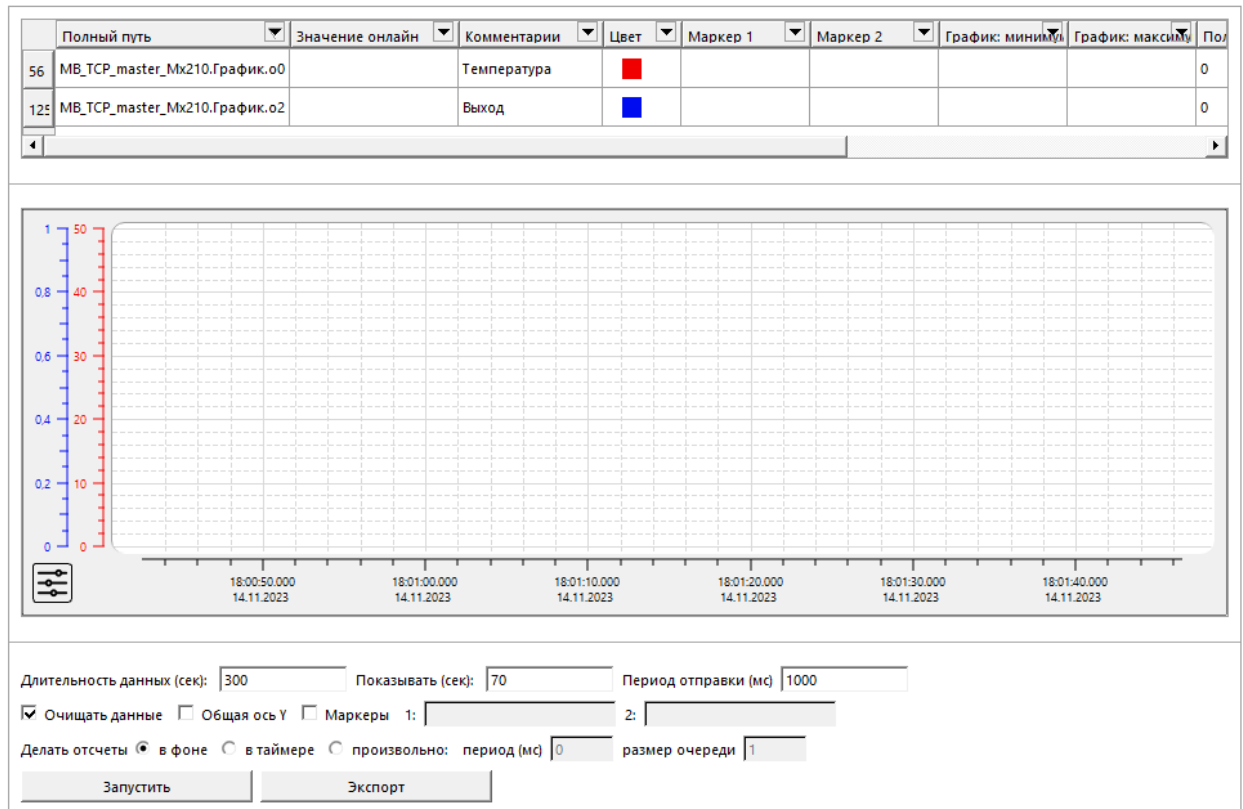 Полный путь Значение онлайн Комментарии Цвет Маркер 1 Маркер 2 График: миниму График: максиму Пол
56 MB_TCP_master_Mx210.График.o0 Температура 0
125 MB_TCP_master_Mx210.График.o2 Выход 0
1 50
0,8 40
0,6 30
0,4 20
0,2 10
0 0
18:00:50.000 18:01:00.000 18:01:10.000 18:01:20.000 18:01:30.000 18:01:40.000
14.11.2023 14.11.2023 14.11.2023 14.11.2023 14.11.2023 14.11.2023
Длительность данных (сек): 300 Показывать (сек): 70 Период отправки (мс) 1000
Очищать данные Общая ось Y Маркеры 1: 2:
Делать отсчеты в фоне в таймере произвольно: период (мс) 0 размер очереди 1
Запустить Экспорт